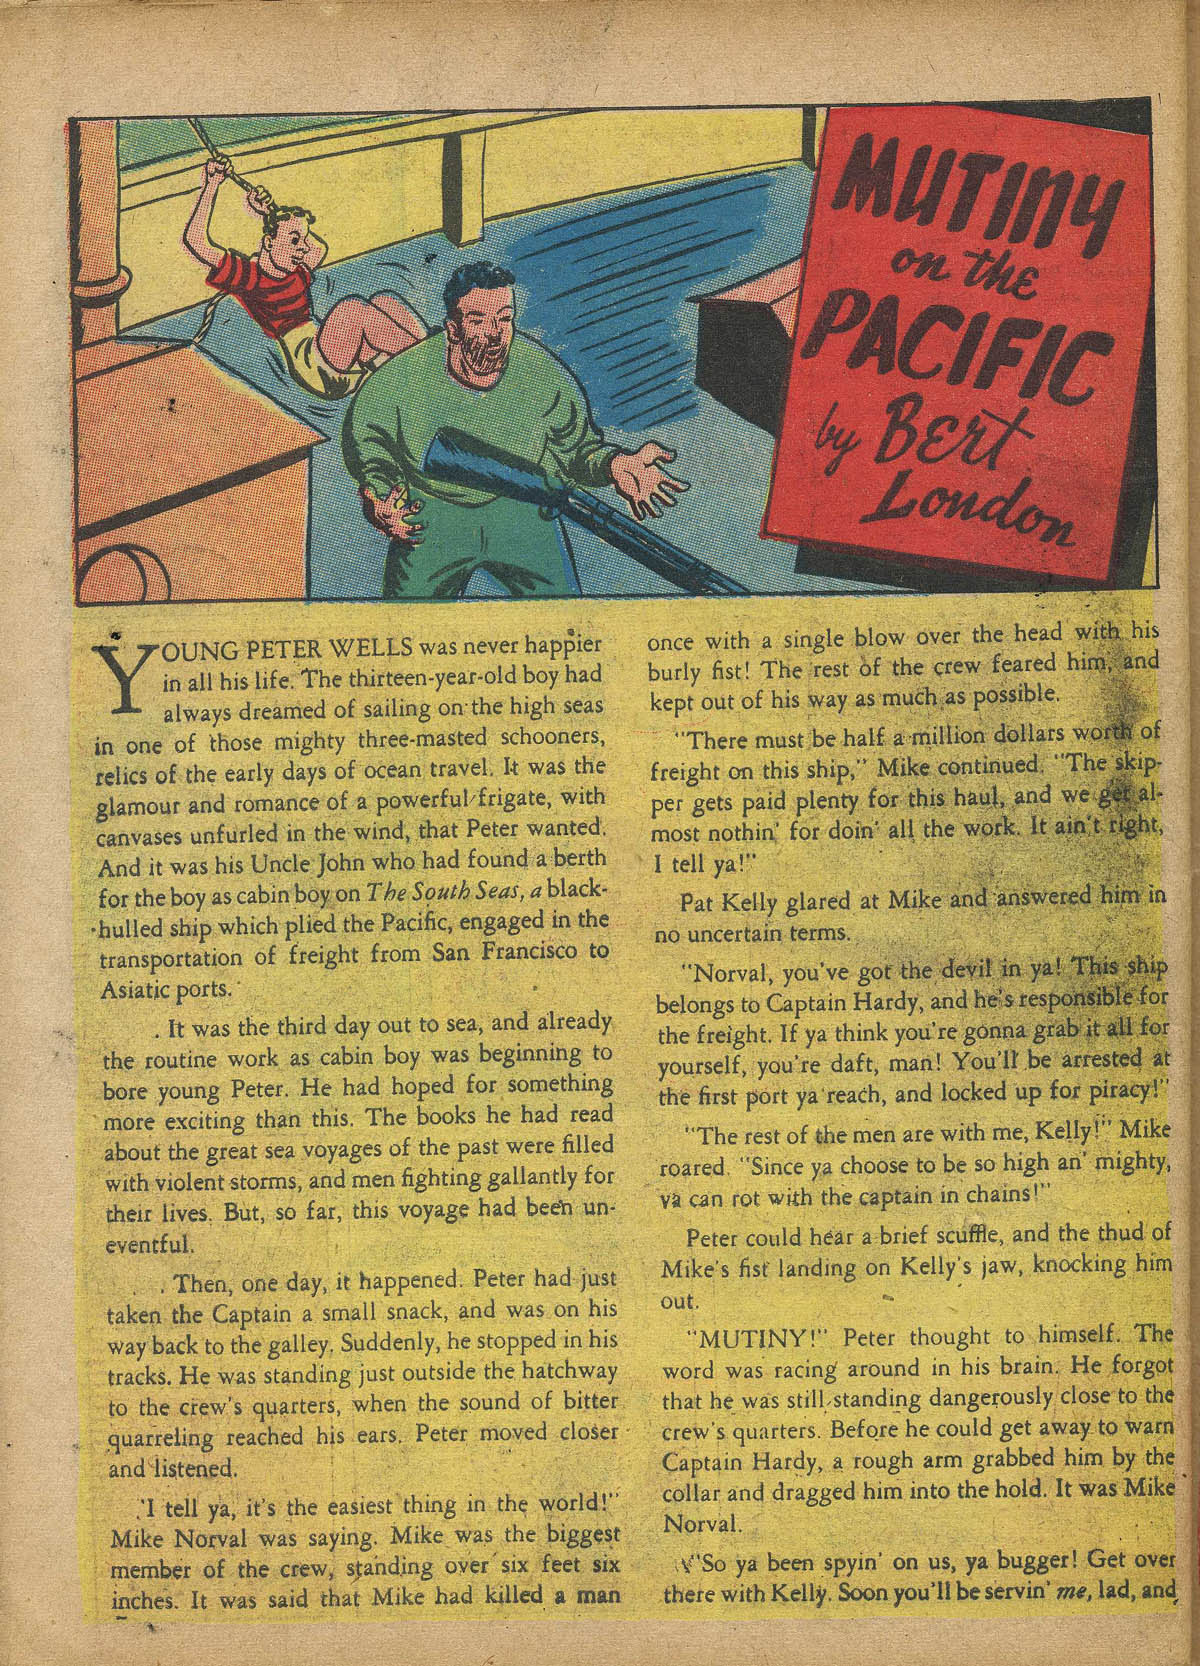 MUTINY
on the
PACIFIC
by Bert
London
YOUNG PETER WELLS was never happier
in all his life. The thirteen-year-old boy had
always dreamed of sailing on the high seas
in one of those mighty three-masted schooners,
relics of the early days of ocean travel. It was the
glamour and romance of a powerful frigate, with
canvases unfurled in the wind, that Peter wanted.
And it was his Uncle John who had found a berth
for the boy as cabin boy on The South Seas, a black-
hulled ship which plied the Pacific, engaged in the
transportation of freight from San Francisco to
Asiatic ports.
It was the third day out to sea, and already
the routine work as cabin boy was beginning to
bore young Peter. He had hoped for something
more exciting than this. The books he had read
about the great sea voyages of the past were filled
with violent storms, and men fighting gallantly for
their lives. But, so far, this voyage had been un-
eventful.
Then, one day, it happened. Peter had just
taken the Captain a small snack, and was on his
way back to the galley. Suddenly, he stopped in his
tracks. He was standing just outside the hatchway
to the crew's quarters, when the sound of bitter
quarreling reached his ears. Peter moved closer
and listened.
"I tell ya, it's the easiest thing in the world!"
Mike Norval was saying. Mike was the biggest
member of the crew, standing over six feet six
inches. It was said that Mike had killed a man
once with a single blow over the head with his
burly fist! The rest of the crew feared him, and
kept out of his way as much as possible.
"There must be half a million dollars worth of
freight on this ship," Mike continued. "The skip-
per gets paid plenty for this haul, and we get al-
most nothin' for doin' all the work. It ain't right,
I tell ya!"
Pat Kelly glared at Mike and answered him in
no uncertain terms.
"Norval, you've got the devil in ya! This ship
belongs to Captain Hardy, and he's responsible for
the freight. If ya think you're gonna grab it all for
yourself, you're daft, man! You'll be arrested at
the first port ya reach, and locked up for piracy!"
"The rest of the men are with me, Kelly!" Mike
roared. "Since ya choose to be so high an' mighty,
ya can rot with the captain in chains!"
Peter could hear a brief scuffle, and the thud of
Mike's fist landing on Kelly's jaw, knocking him
out.
"MUTINY!" Peter thought to himself. The
word was racing around in his brain. He forgot
that he was still standing dangerously close to the
crew's quarters. Before he could get away to warn
Captain Hardy, a rough arm grabbed him by the
collar and dragged him into the hold. It was Mike
Norval.
"So ya been spyin' on us, ya bugger! Get over
there with Kelly. Soon you'll be servin' me, lad, and